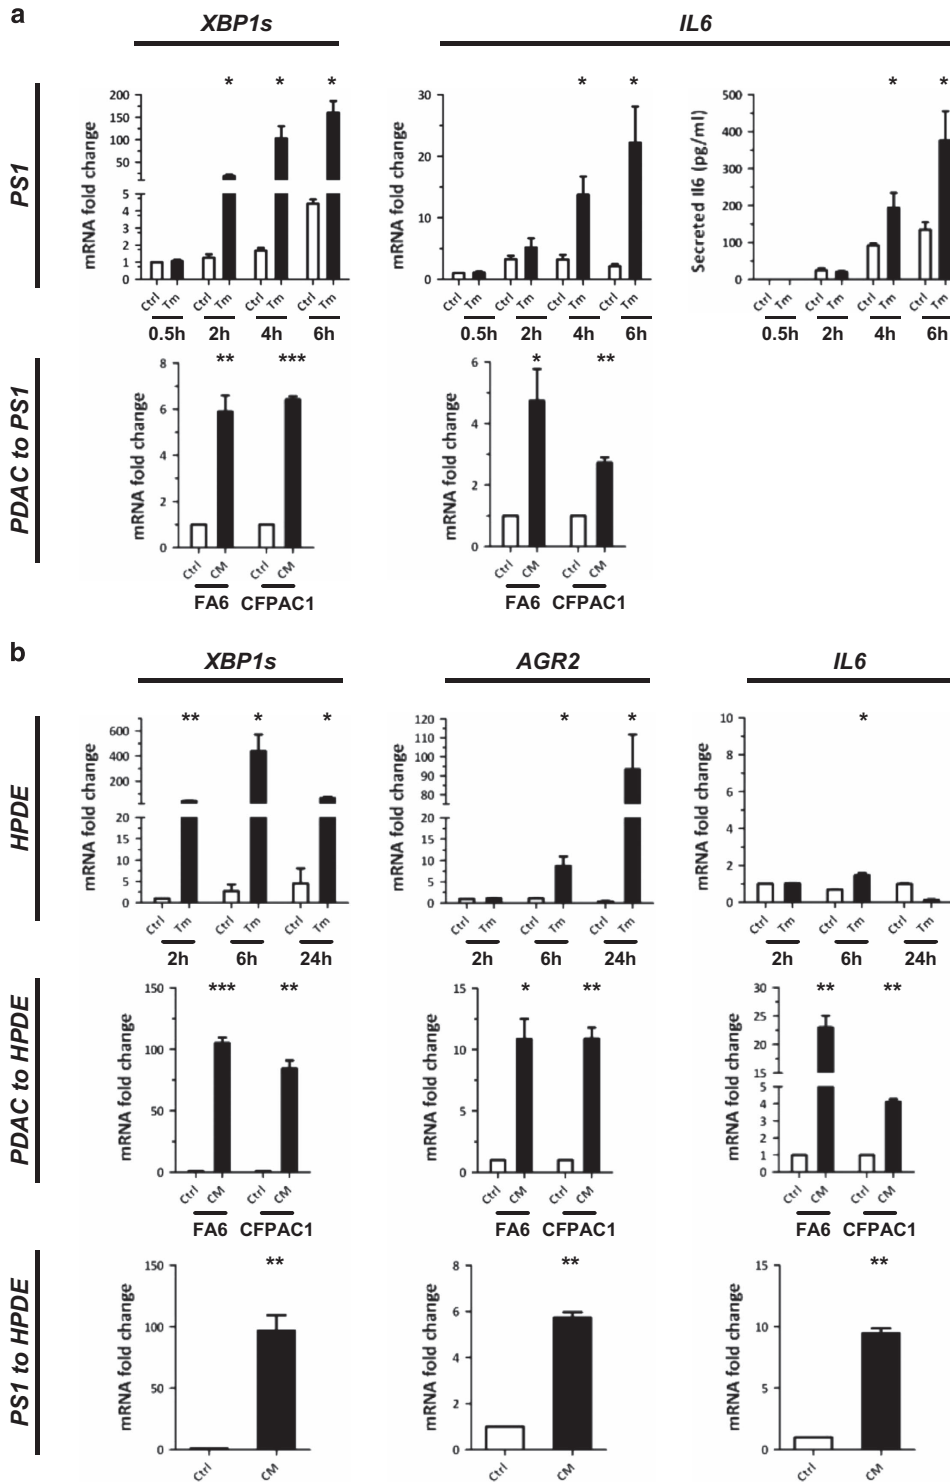 a
XBP1s
IL6
PS1
mRNA fold change
200
150
100
50
5
4
3
2
1
0
* * *
Ctrl Tm Ctrl Tm Ctrl Tm Ctrl Tm
0.5h 2h 4h 6h
mRNA fold change
30
20
10
0
* *
Ctrl Tm Ctrl Tm Ctrl Tm Ctrl Tm
0.5h 2h 4h 6h
Secreted Il6 (pg/ml)
500
400
300
200
100
0
* *
Ctrl Tm Ctrl Tm Ctrl Tm Ctrl Tm
0.5h 2h 4h 6h
PDAC to PS1
mRNA fold change
8
6
4
2
0
** ***
Ctrl CM Ctrl CM
FA6 CFPAC1
mRNA fold change
6
4
2
0
* **
Ctrl CM Ctrl CM
FA6 CFPAC1
b
XBP1s
AGR2
IL6
HPDE
mRNA fold change
600
400
200
20
15
10
5
0
** * *
Ctrl Tm Ctrl Tm Ctrl Tm
2h 6h 24h
mRNA fold change
120
110
100
90
80
20
15
10
5
0
* *
Ctrl Tm Ctrl Tm Ctrl Tm
2h 6h 24h
mRNA fold change
10
8
6
4
2
0
*
Ctrl Tm Ctrl Tm Ctrl Tm
2h 6h 24h
PDAC to HPDE
mRNA fold change
150
100
50
0
*** **
Ctrl CM Ctrl CM
FA6 CFPAC1
mRNA fold change
15
10
5
0
* **
Ctrl CM Ctrl CM
FA6 CFPAC1
mRNA fold change
30
25
20
15
5
4
3
2
1
0
** **
Ctrl CM Ctrl CM
FA6 CFPAC1
PS1 to HPDE
mRNA fold change
150
100
50
0
**
Ctrl CM
mRNA fold change
8
6
4
2
0
**
Ctrl CM
mRNA fold change
15
10
5
0
**
Ctrl CM